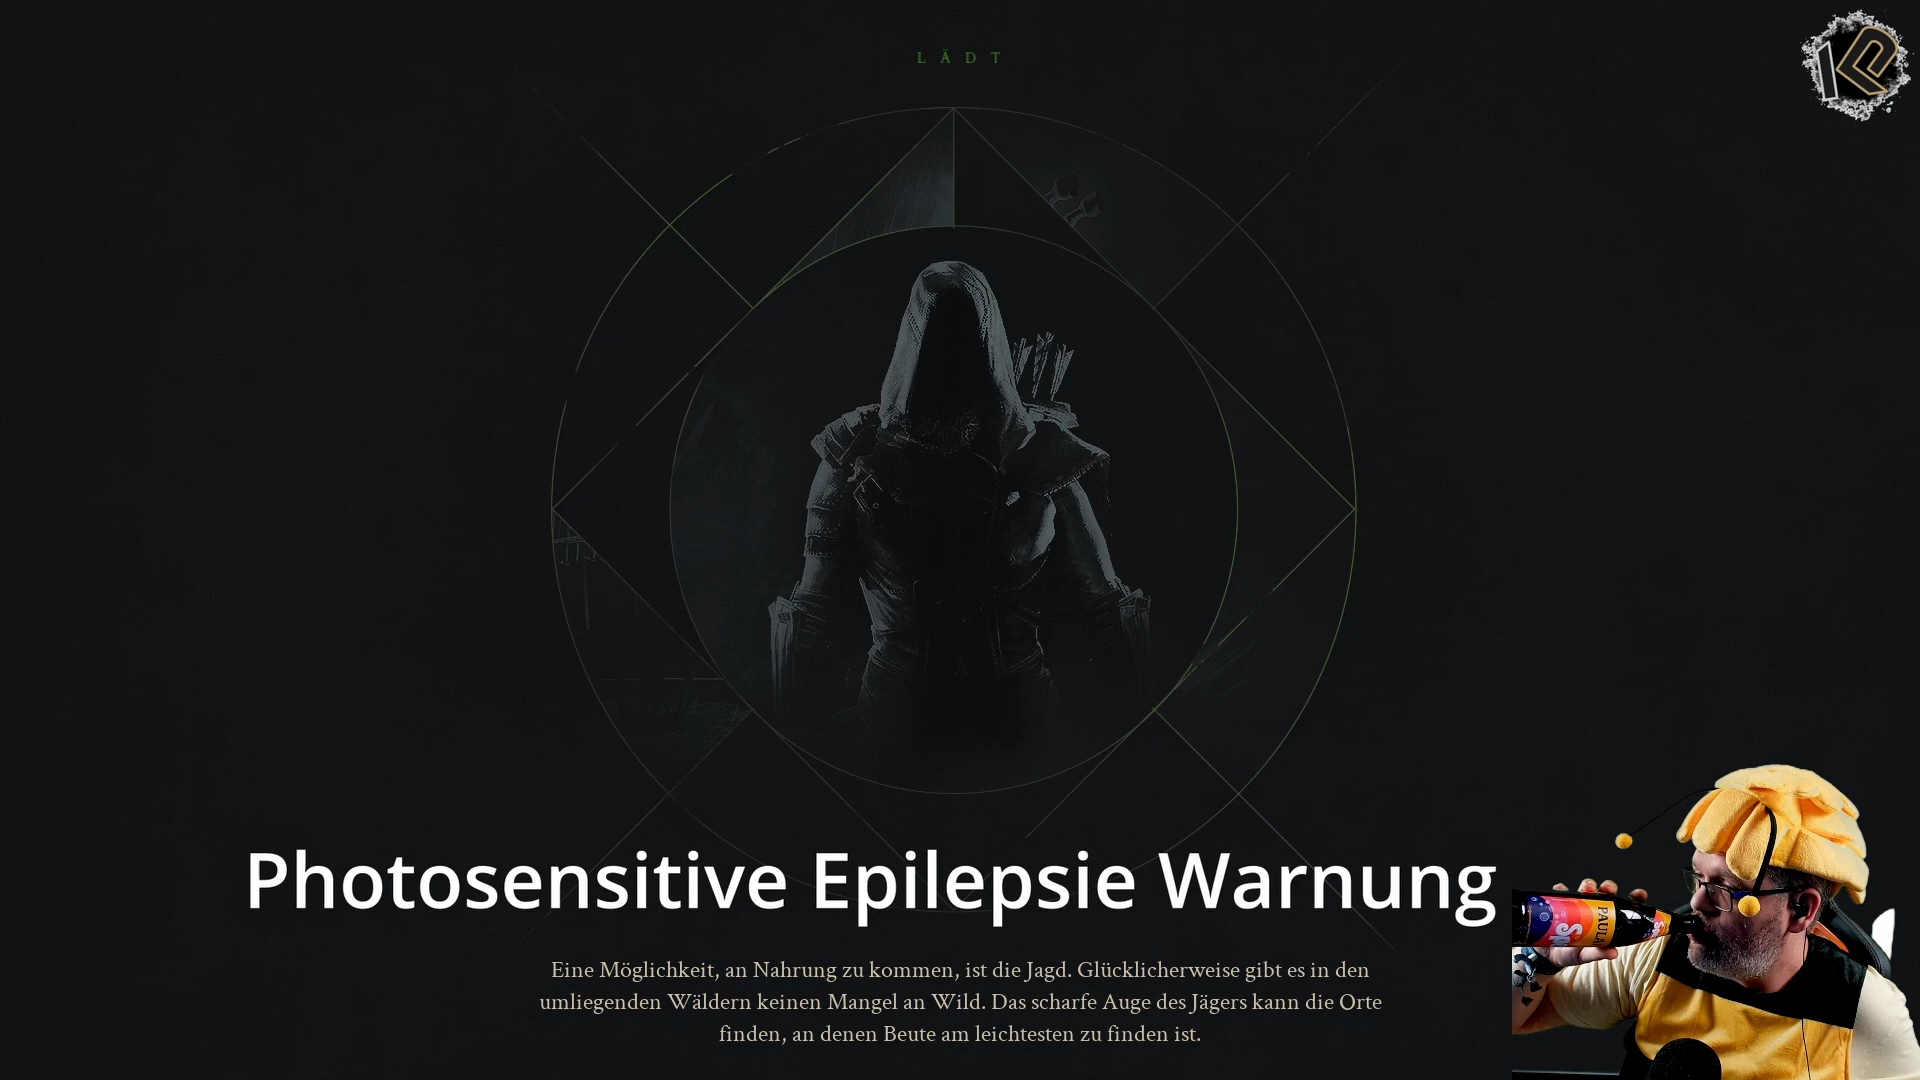 LÄDT
Photosensitive Epilepsie Warnung
Eine Möglichkeit, an Nahrung zu kommen, ist die Jagd. Glücklicherweise gibt es in den
umliegenden Wäldern keinen Mangel an Wild. Das scharfe Auge des Jägers kann die Orte
finden, an denen Beute am leichtesten zu finden ist.